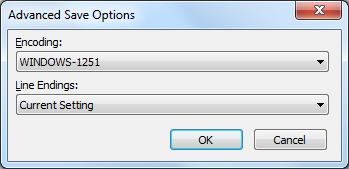 Advanced Save Options
Encoding:
WINDOWS-1251
Line Endings:
Current Setting
OK
Cancel